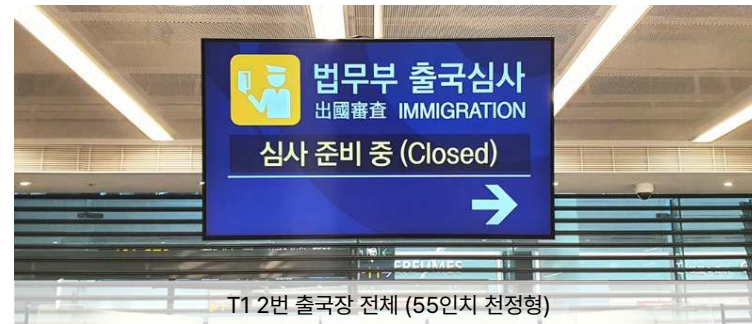 법무부 출국심사
出國審査 IMMIGRATION
심사 준비 중 (Closed)
T1 2번 출국장 전체 (55인치 천정형)